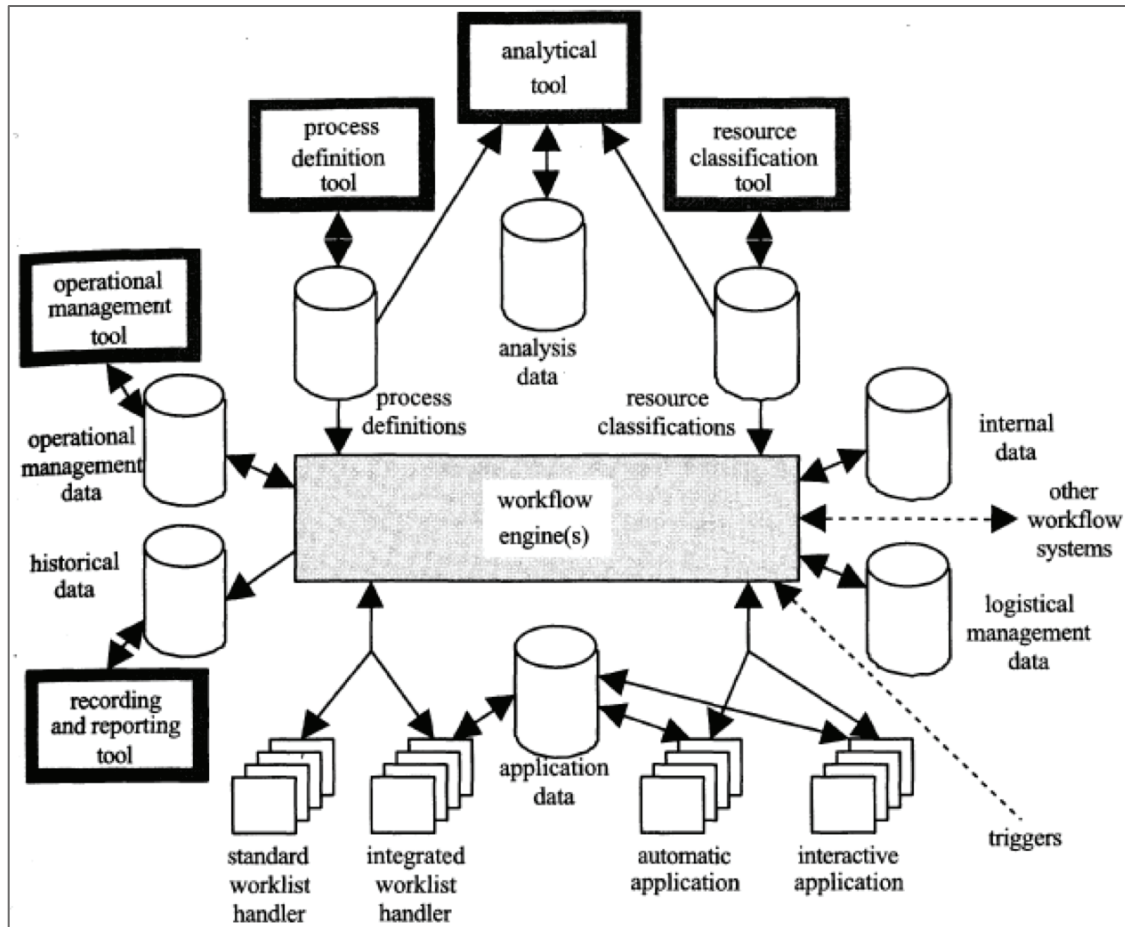 analytical
tool
process
definition
tool
resource
classification
tool
operational
management
tool
analysis
data
process
definitions
resource
classifications
operational
management data
data
internal
data
workflow
engine(s)
other
workflow
systems
historical
data
logistical
management data
data
recording
and reporting
tool
application
data
triggers
standard
worklist
handler
integrated
worklist
handler
automatic
application
interactive
application